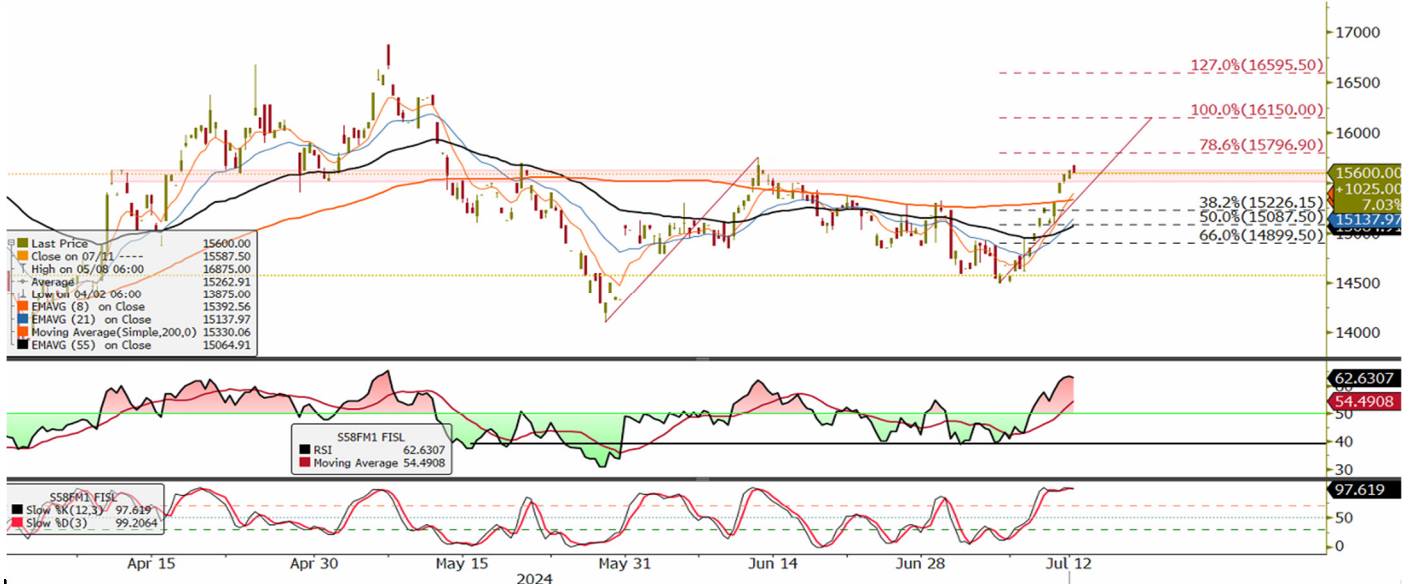 17000
127.0%(16595.50)
16500
100.0%(16150.00)
16000
78.6%(15796.90)
15600.00
+1025.00
7.03%
38.2%(15226.15)
50.0%(15087.50)
15137.97
15000
66.0%(14899.50)
14500
14000
Last Price 15600.00
Close on 07/11 ---- 15587.50
High on 05/08 06:00 16875.00
Average 15262.91
Low on 04/02 06:00 13875.00
EMAVG (8) on Close 15392.56
EMAVG (21) on Close 15137.97
Moving Average(Simple,200,0) 15330.06
EMAVG (55) on Close 15064.91
62.6307
54.4908
50
40
30
S58FM1 FISL
RSI 62.6307
Moving Average 54.4908
97.619
50
0
S58FM1 FISL
Slow %K(12,3) 97.619
Slow %D(3) 99.2064
Apr 15
Apr 30
May 15
May 31
Jun 14
Jun 28
Jul 12
2024